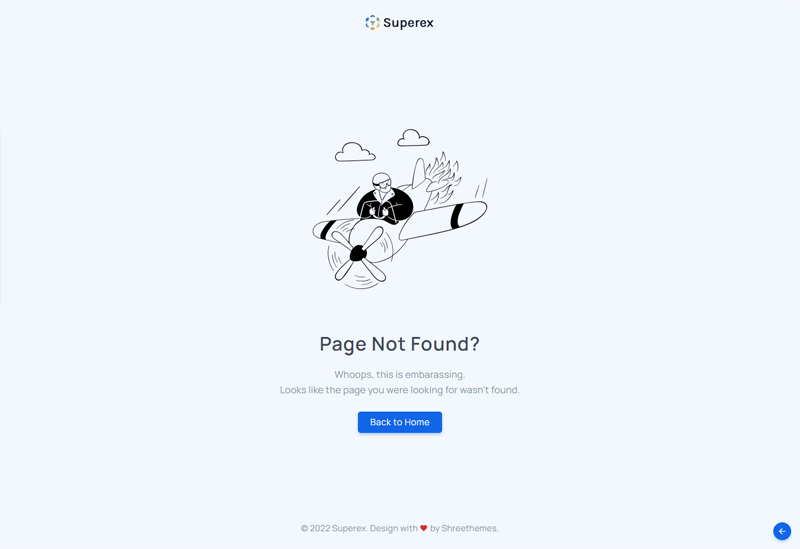 Superex
Page Not Found?
Whoops, this is embarassing.
Looks like the page you were looking for wasn't found.
Back to Home
© 2022 Superex. Design with ❤ by Shreethemes.